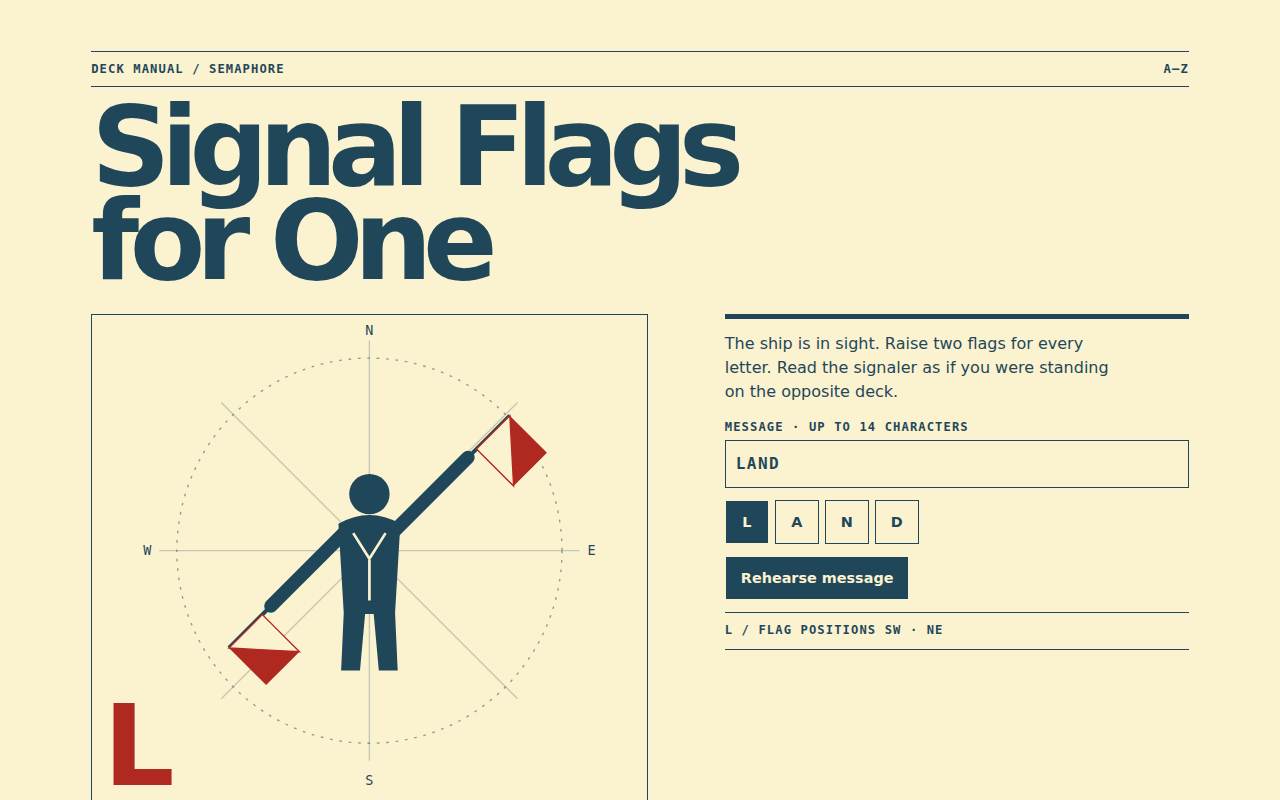 DECK MANUAL / SEMAPHORE
A–Z
Signal Flags
for One
N
W
E
S
L
The ship is in sight. Raise two flags for every
letter. Read the signaler as if you were standing
on the opposite deck.
MESSAGE · UP TO 14 CHARACTERS
LAND
L A N D
Rehearse message
L / FLAG POSITIONS SW · NE